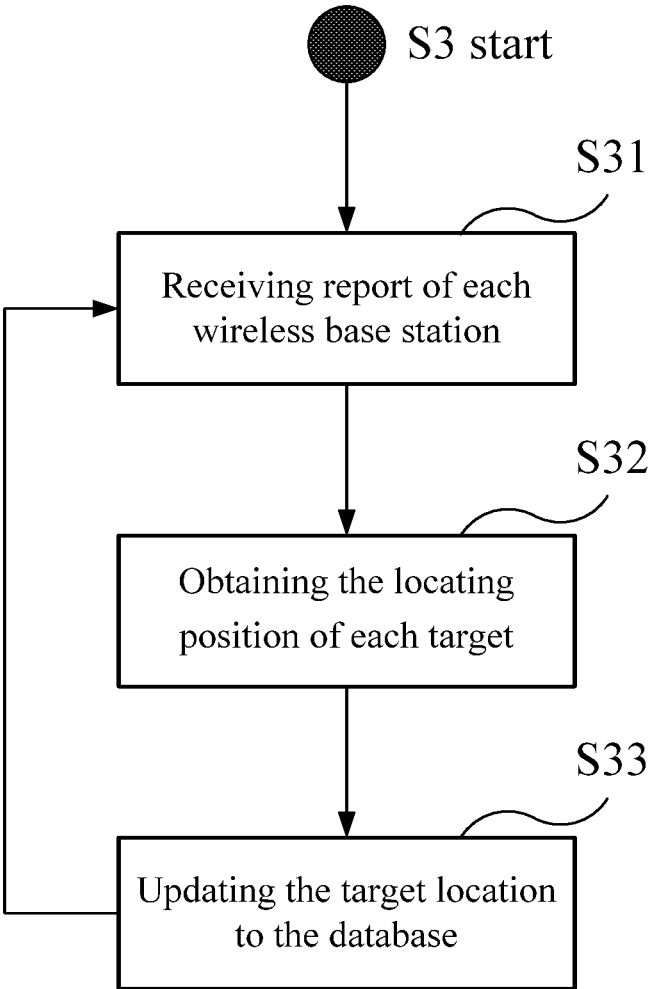 S3 start
S31
Receiving report of each
wireless base station
S32
Obtaining the locating
position of each target
S33
Updating the target location
to the database